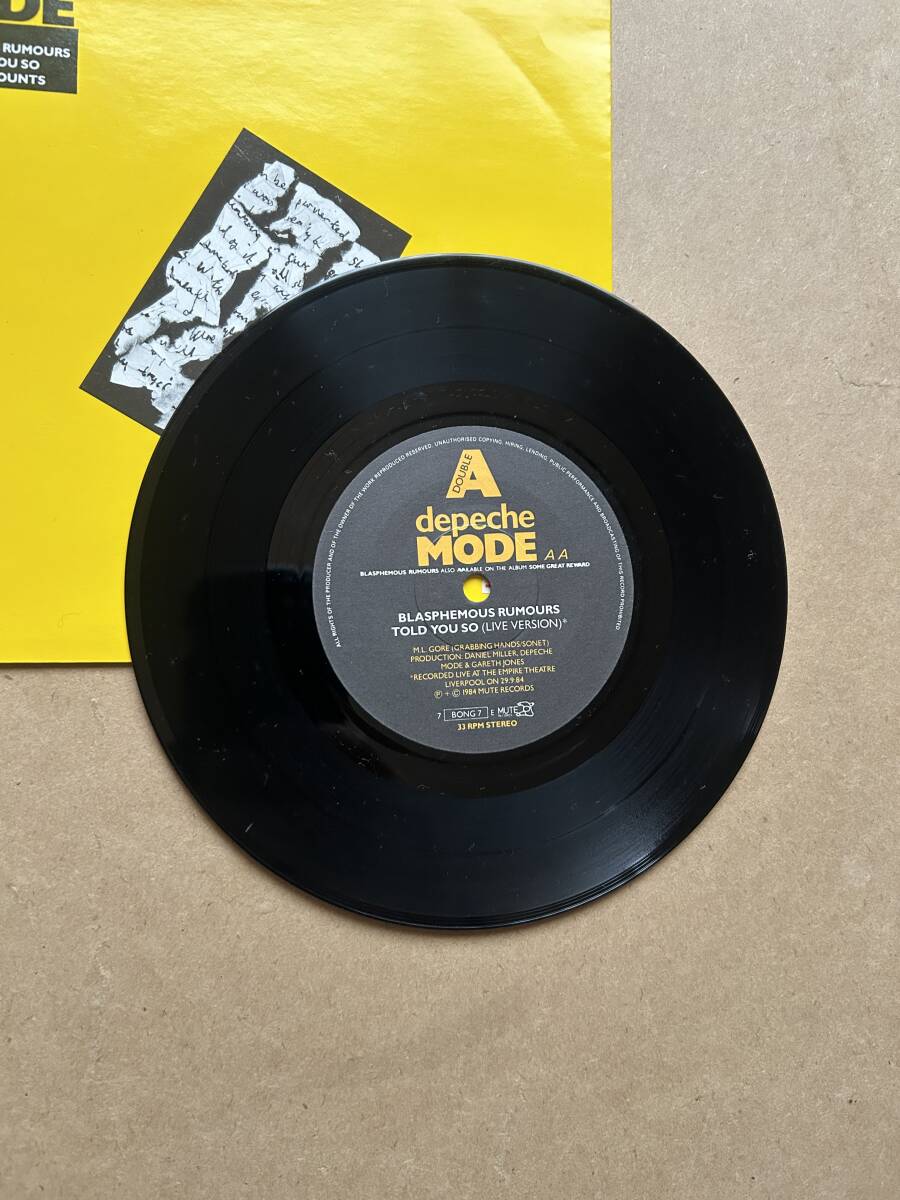 DE
RUMOURS
OU SO
OUNTS
ALL RIGHTS OF THE PRODUCER AND OF THE OWNER OF THE WORK REPRODUCED RESERVED. UNAUTHORISED COPYING, HIRING, LENDING, PUBLIC PERFORMANCE AND BROADCASTING OF THIS RECORD PROHIBITED
DOUBLE
A
depeche
MODE AA
BLASPHEMOUS RUMOURS ALSO AVAILABLE ON THE ALBUM SOME GREAT REWARD
BLASPHEMOUS RUMOURS
TOLD YOU SO (LIVE VERSION)*
M.L. GORE (GRABBING HANDS/SONET)
PRODUCTION: DANIEL MILLER, DEPECHE
MODE & GARETH JONES
*RECORDED LIVE AT THE EMPIRE THEATRE
LIVERPOOL ON 29.9.84
℗ + © 1984 MUTE RECORDS
7 BONG 7 E MUTE
33 RPM STEREO